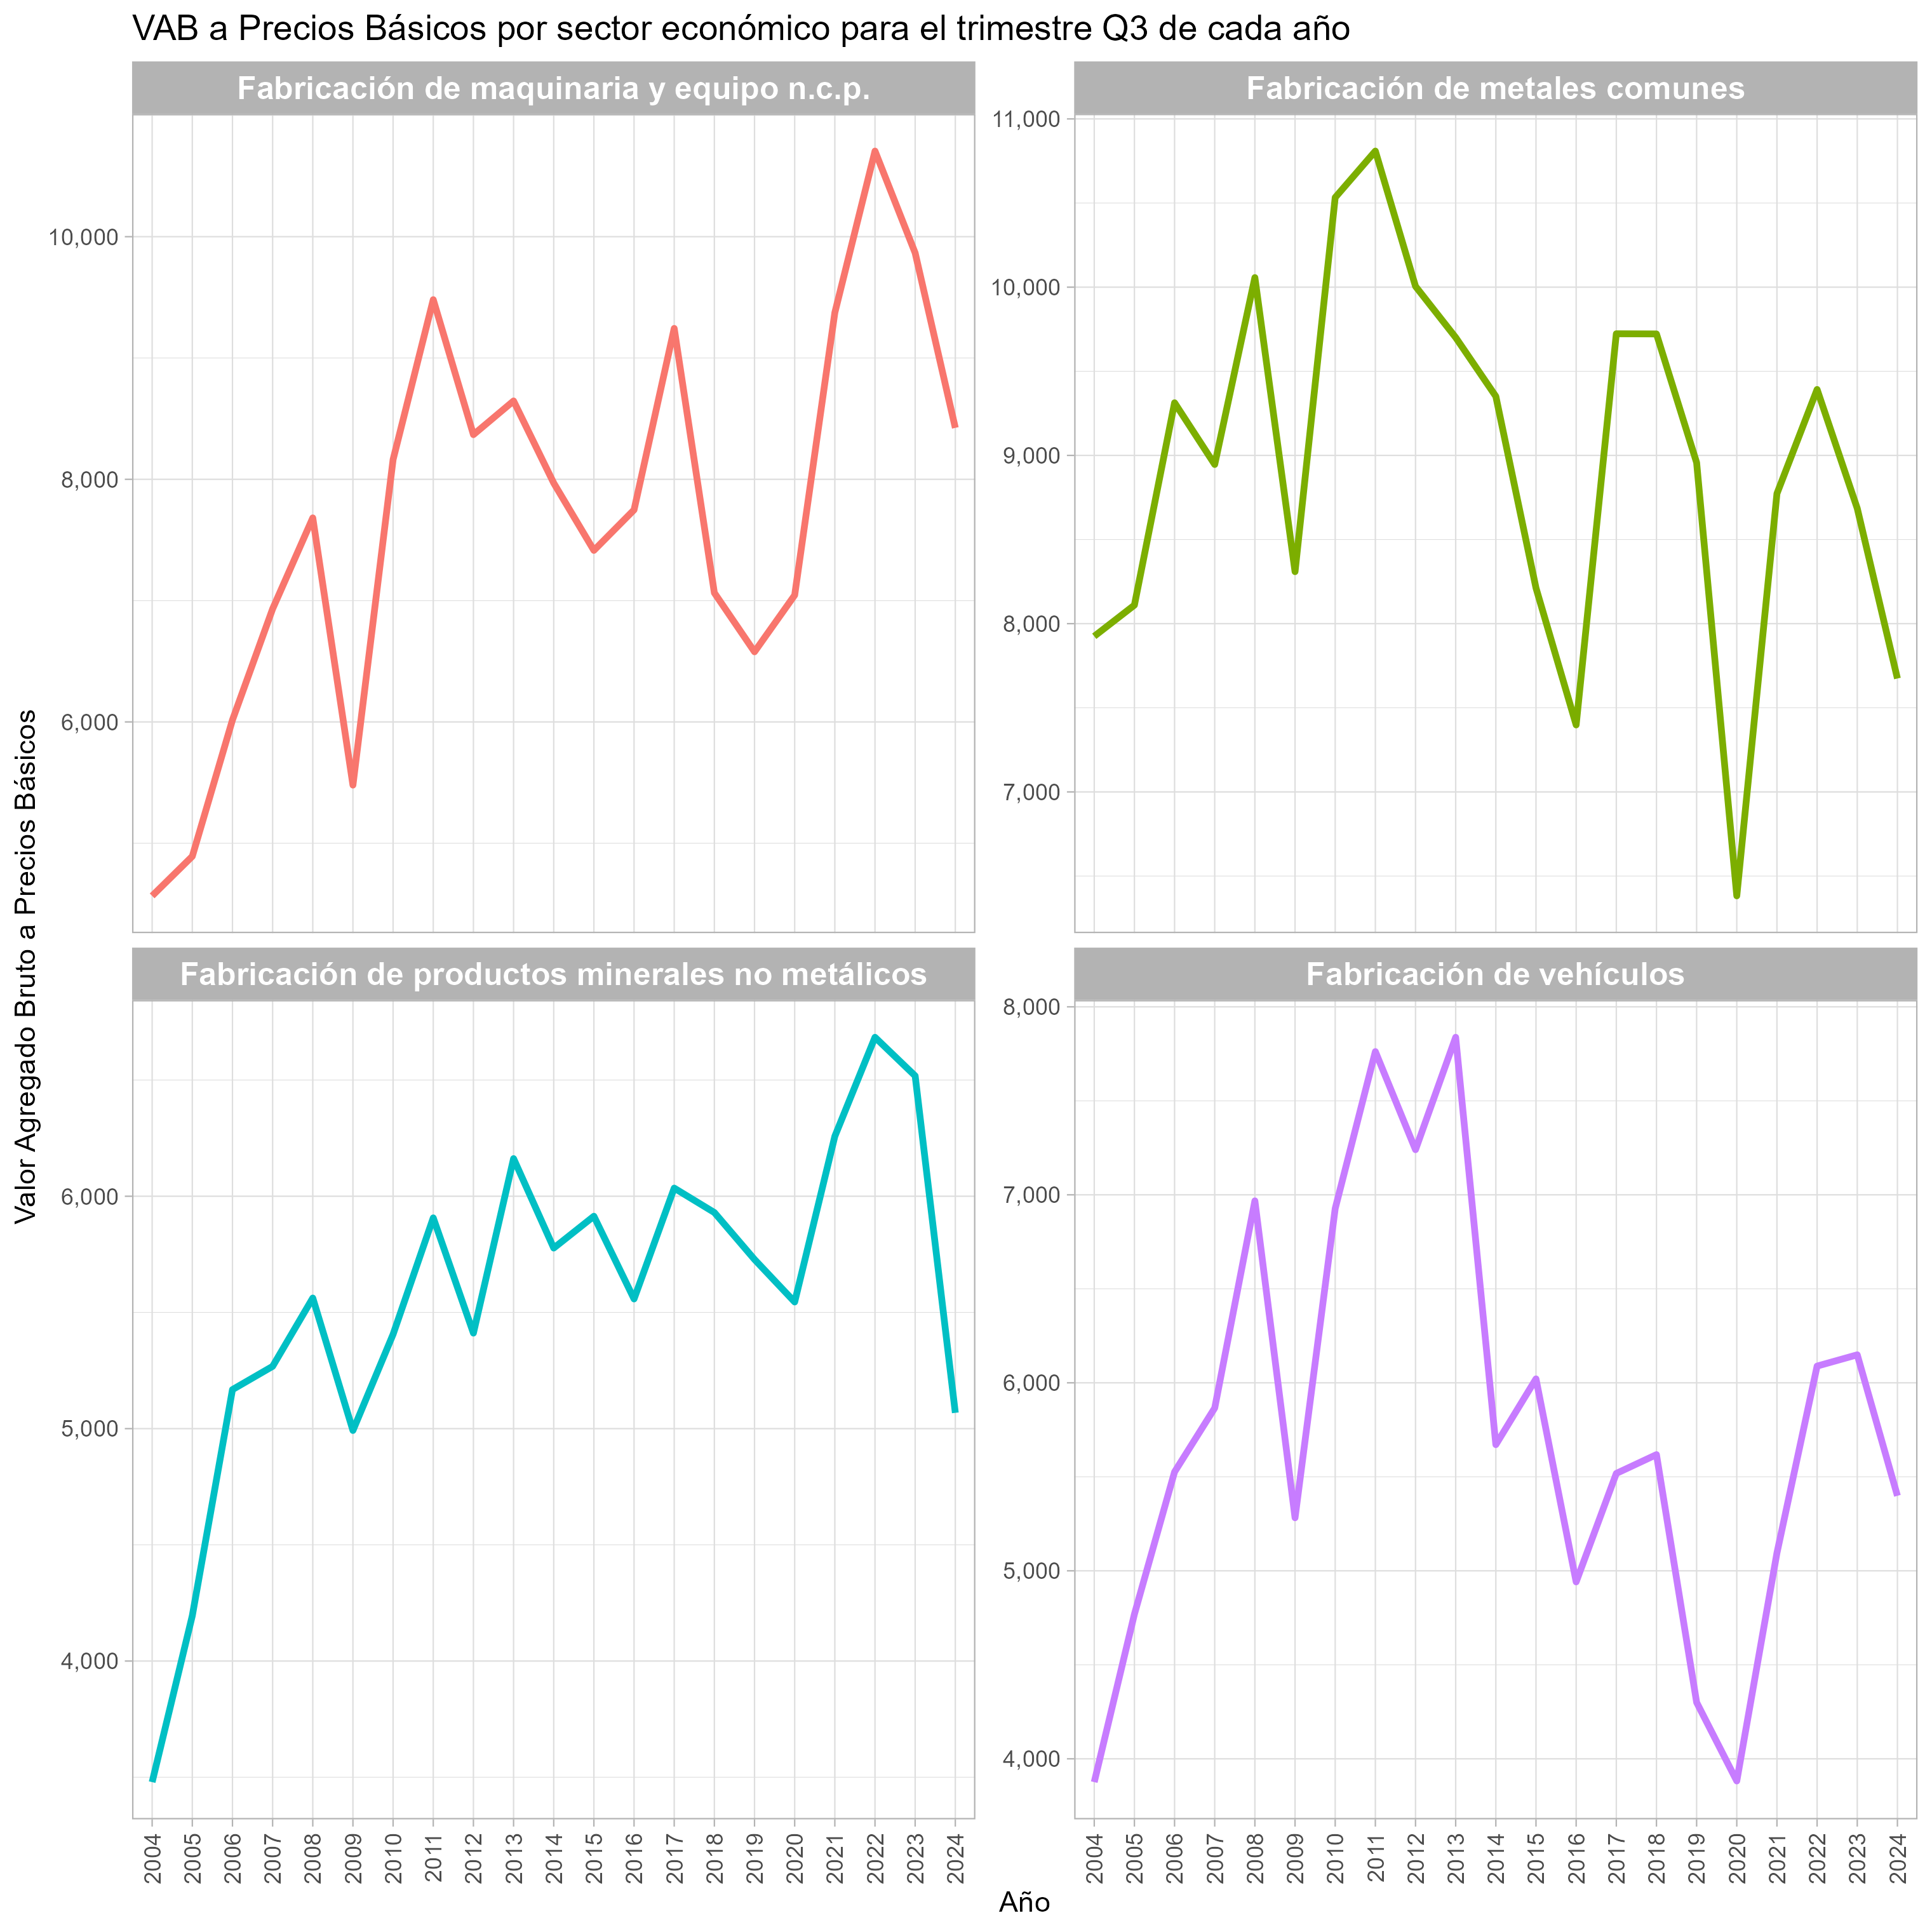 VAB a Precios Básicos por sector económico para el trimestre Q3 de cada año
Fabricación de maquinaria y equipo n.c.p.
10,000
8,000
6,000
Fabricación de metales comunes
11,000
10,000
9,000
8,000
7,000
Valor Agregado Bruto a Precios Básicos
Fabricación de productos minerales no metálicos
6,000
5,000
4,000
2004 2005 2006 2007 2008 2009 2010 2011 2012 2013 2014 2015 2016 2017 2018 2019 2020 2021 2022 2023 2024
Fabricación de vehículos
8,000
7,000
6,000
5,000
4,000
2004 2005 2006 2007 2008 2009 2010 2011 2012 2013 2014 2015 2016 2017 2018 2019 2020 2021 2022 2023 2024
Año